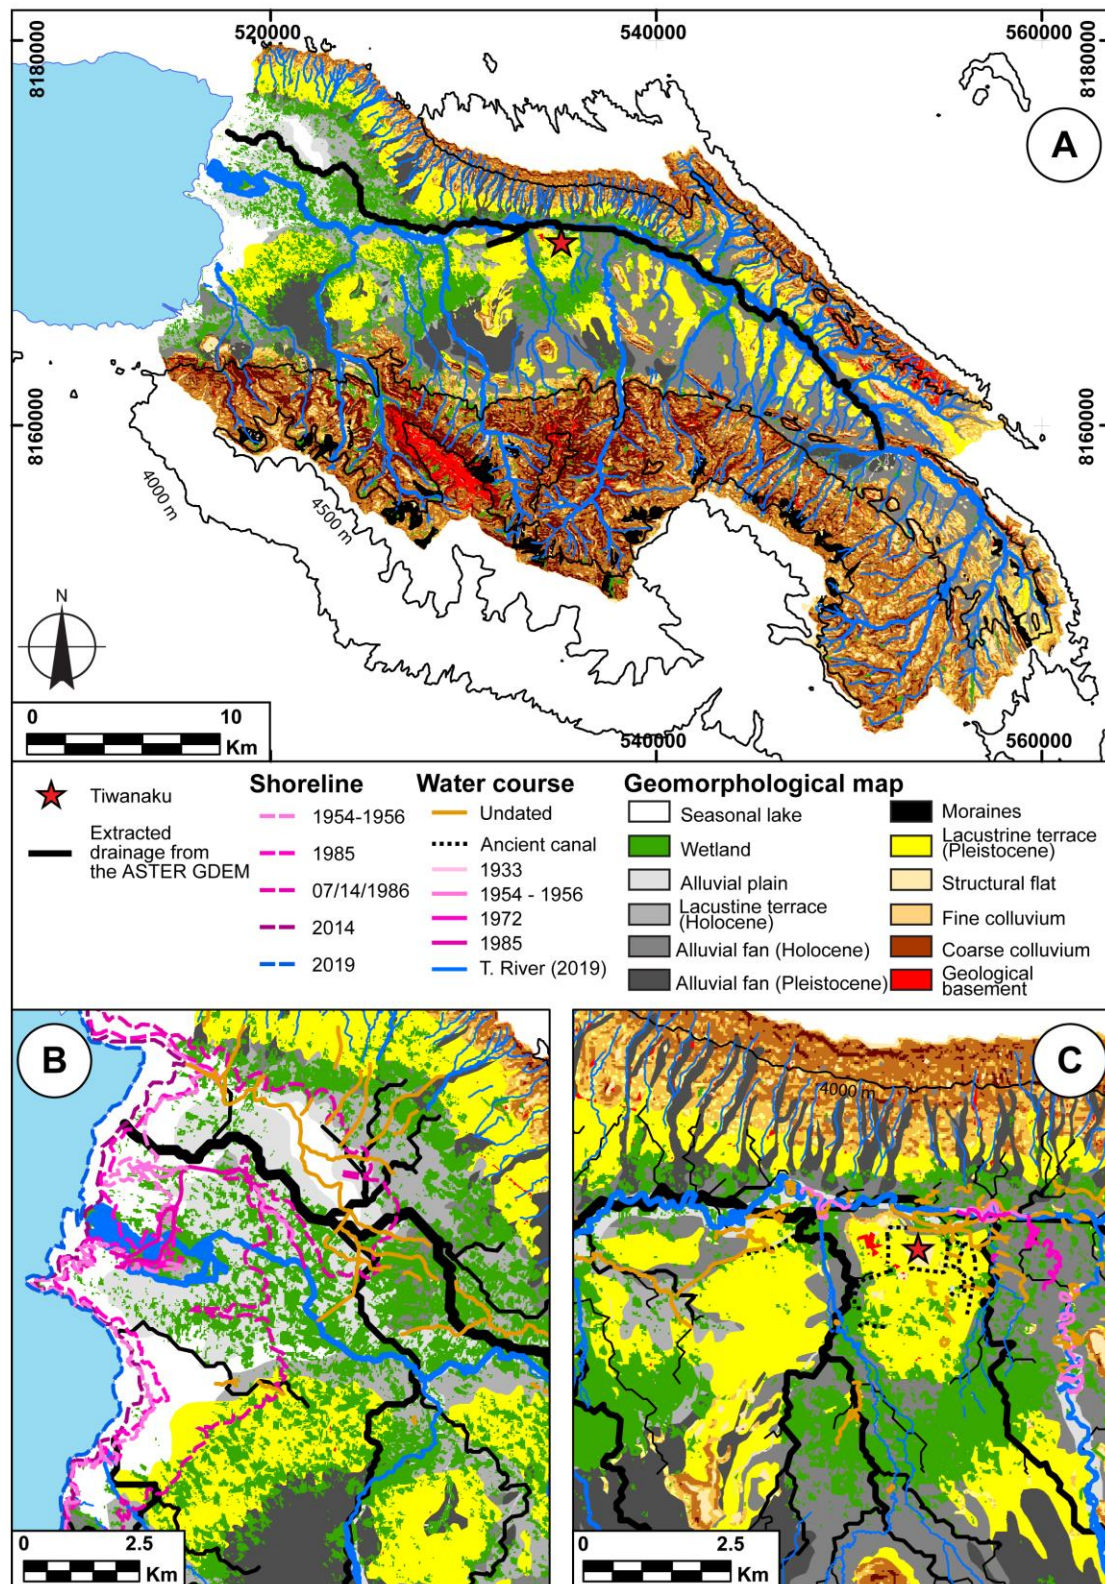 520000
540000
560000
8180000
8180000
A
8160000
8160000
4000 m
4500 m
N
0 10
Km
540000
560000
Tiwanaku
Extracted
drainage from
the ASTER GDEM
Shoreline
1954-1956
1985
07/14/1986
2014
2019
Water course
Undated
Ancient canal
1933
1954 - 1956
1972
1985
T. River (2019)
Geomorphological map
Seasonal lake
Wetland
Alluvial plain
Lacustine terrace
(Holocene)
Alluvial fan (Holocene)
Alluvial fan (Pleistocene)
Moraines
Lacustrine terrace
(Pleistocene)
Structural flat
Fine colluvium
Coarse colluvium
Geological
basement
B
0 2.5
Km
C
4000 m
0 2.5
Km